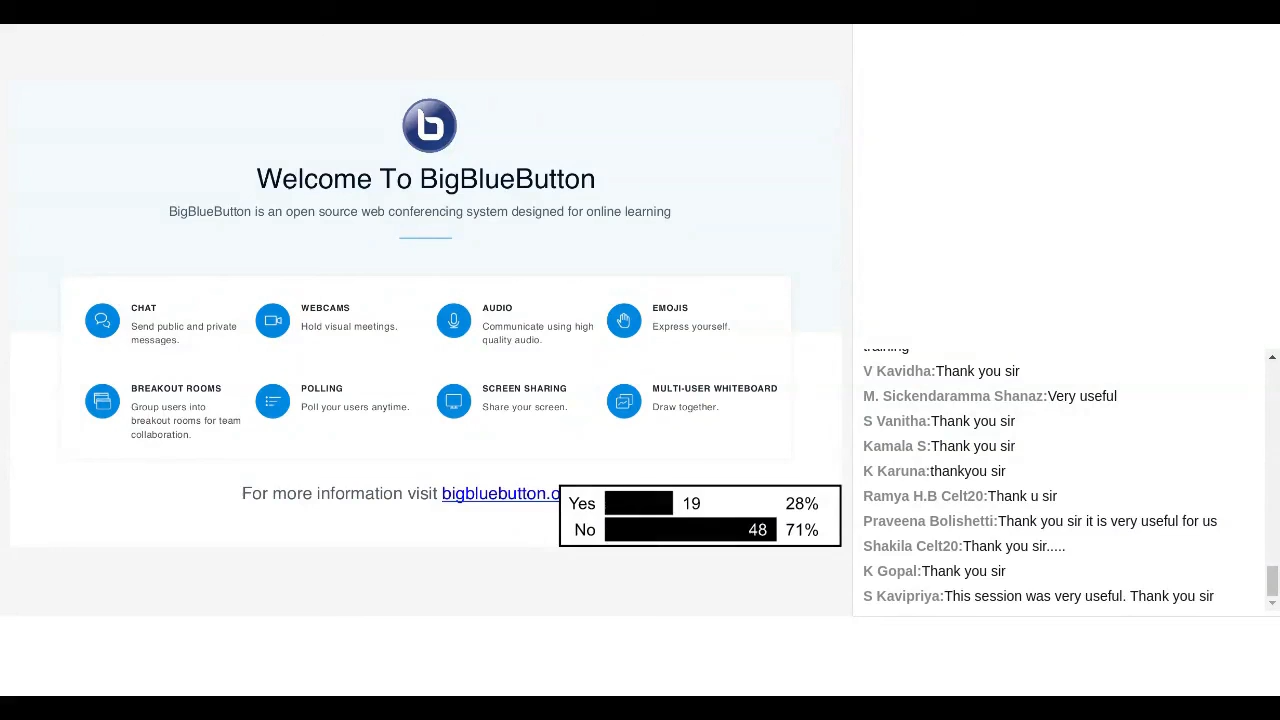 Welcome To BigBlueButton
BigBlueButton is an open source web conferencing system designed for online learning
CHAT
Send public and private
messages.
WEBCAMS
Hold visual meetings.
AUDIO
Communicate using high
quality audio.
EMOJIS
Express yourself.
BREAKOUT ROOMS
Group users into
breakout rooms for team
collaboration.
POLLING
Poll your users anytime.
SCREEN SHARING
Share your screen.
MULTI-USER WHITEBOARD
Draw together.
For more information visit bigbluebutton.o
Yes 19 28%
No 48 71%
training
V Kavidha:Thank you sir
M. Sickendaramma Shanaz:Very useful
S Vanitha:Thank you sir
Kamala S:Thank you sir
K Karuna:thankyou sir
Ramya H.B Celt20:Thank u sir
Praveena Bolishetti:Thank you sir it is very useful for us
Shakila Celt20:Thank you sir.....
K Gopal:Thank you sir
S Kavipriya:This session was very useful. Thank you sir